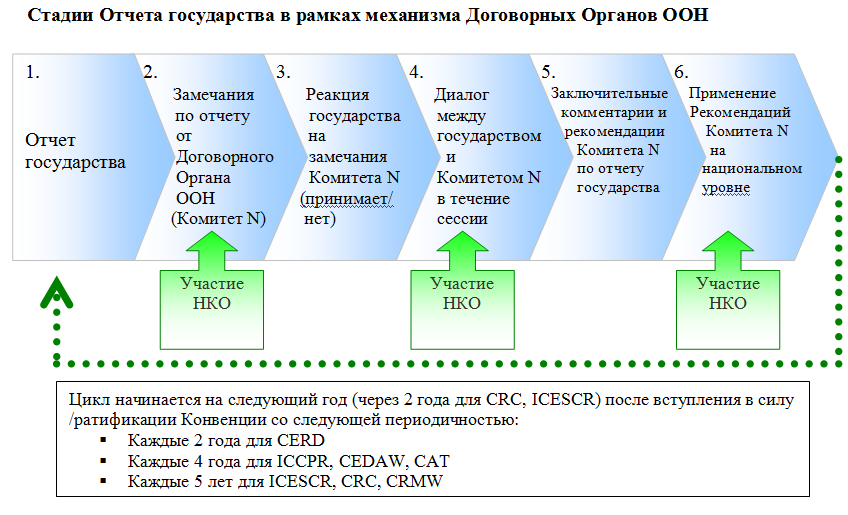 Стадии Отчета государства в рамках механизма Договорных Органов ООН
1.
Отчет
государства
2.
Замечания
по отчету
от
Договорного
Органа
ООН
(Комитет N)
3.
Реакция
государства
на
замечания
Комитета N
(принимает/
нет)
4.
Диалог
между
государством
и
Комитетом N
в течение
сессии
5.
Заключительные
комментарии и
рекомендации
Комитета N
по отчету
государства
6.
Применение
Рекомендаций
Комитета N
на
национальном
уровне
Участие
НКО
Участие
НКО
Участие
НКО
Цикл начинается на следующий год (через 2 года для CRC, ICESCR) после вступления в силу
/ратификации Конвенции со следующей периодичностью:
▪ Каждые 2 года для CERD
▪ Каждые 4 года для ICCPR, CEDAW, CAT
▪ Каждые 5 лет для ICESCR, CRC, CRMW